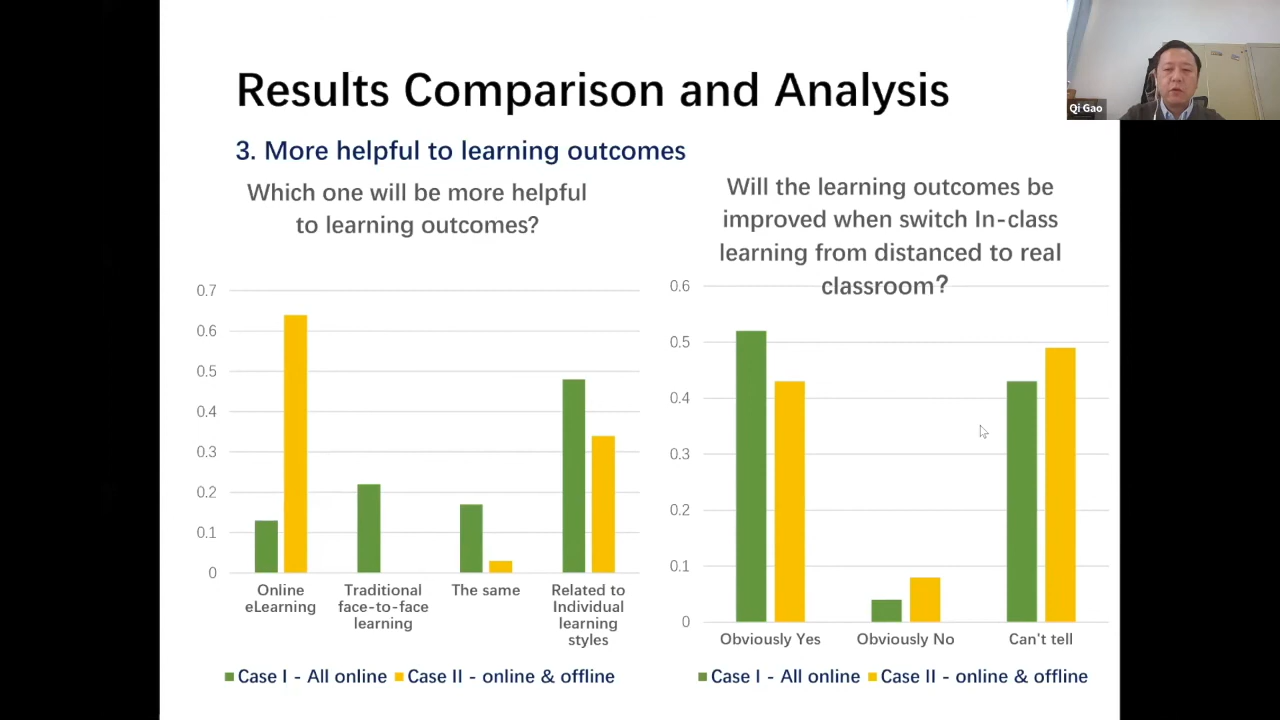 Results Comparison and Analysis
Qi Gao
3. More helpful to learning outcomes
Which one will be more helpful
to learning outcomes?
0.7
0.6
0.5
0.4
0.3
0.2
0.1
0
Online
eLearning
Traditional
face-to-face
learning
The same
Related to
Individual
learning
styles
Case I - All online
Case II - online & offline
Will the learning outcomes be
improved when switch In-class
learning from distanced to real
classroom?
0.6
0.5
0.4
0.3
0.2
0.1
0
Obviously Yes
Obviously No
Can't tell
Case I - All online
Case II - online & offline